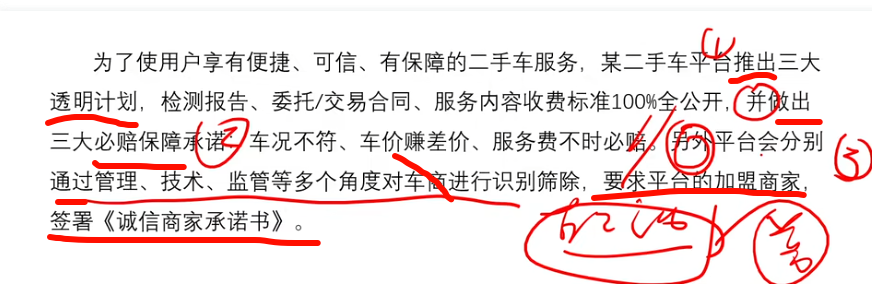 为了使用户享有便捷、可信、有保障的二手车服务，某二手车平台推出三大
透明计划，检测报告、委托/交易合同、服务内容收费标准100%全公开，并做出
三大必赔保障承诺：车况不符、车价赚差价、服务费不时必赔。另外平台会分别
通过管理、技术、监管等多个角度对车商进行识别筛除，要求平台的加盟商家，
签署《诚信商家承诺书》。
①
②
③